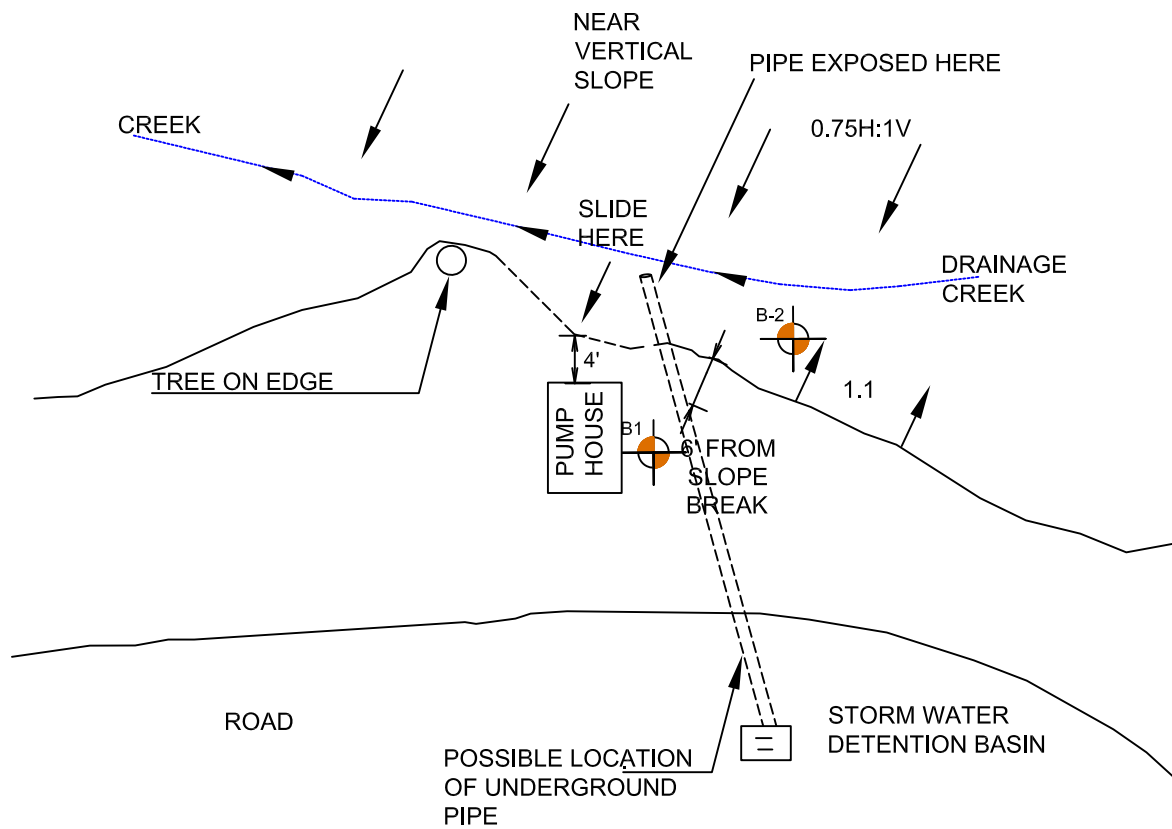 NEAR
VERTICAL
SLOPE
PIPE EXPOSED HERE
CREEK
0.75H:1V
SLIDE
HERE
DRAINAGE
CREEK
B-2
4'
TREE ON EDGE
1.1
PUMP
HOUSE
B1
6' FROM
SLOPE
BREAK
ROAD
STORM WATER
DETENTION BASIN
POSSIBLE LOCATION
OF UNDERGROUND
PIPE